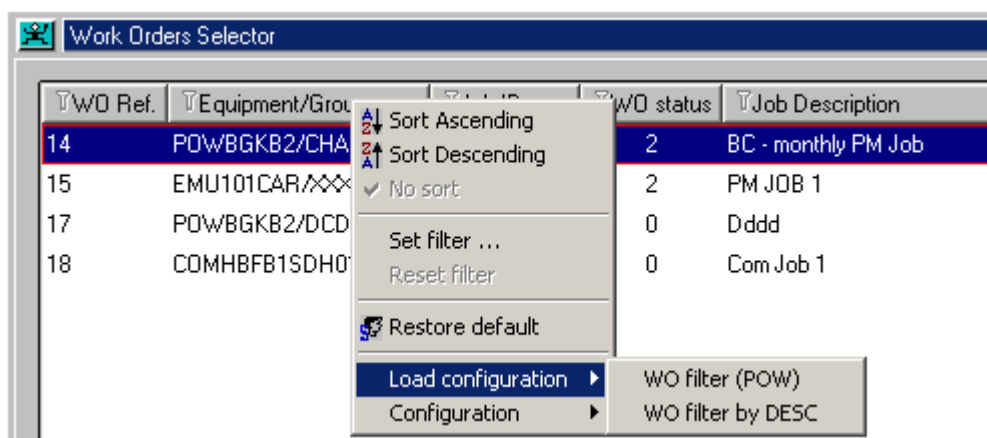 Work Orders Selector
WO Ref. Equipment/Grou WO status Job Description
14 POWBGKB2/CHA 2 BC - monthly PM Job
15 EMU101CAR/XXX 2 PM JOB 1
17 POWBGKB2/DCD 0 Dddd
18 COMHBFB1SDH0 0 Com Job 1
Sort Ascending
Sort Descending
No sort
Set filter ...
Reset filter
Restore default
Load configuration
Configuration
WO filter (POW)
WO filter by DESC